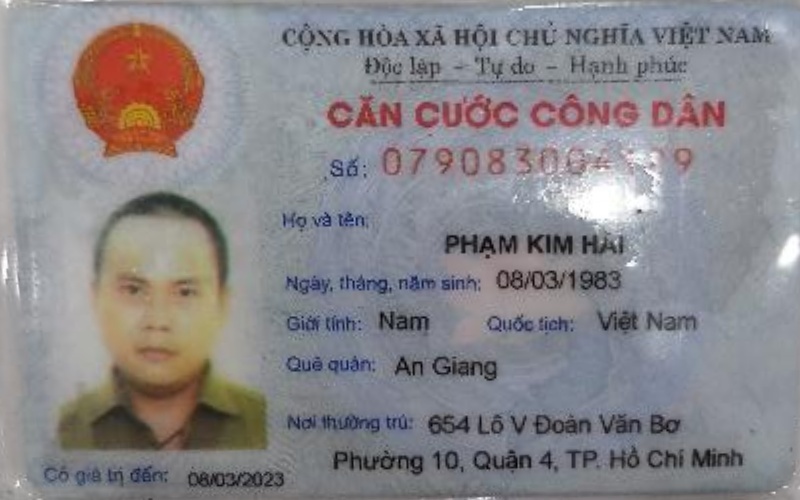 CỘNG HÒA XÃ HỘI CHỦ NGHĨA VIỆT NAM
Độc lập - Tự do - Hạnh phúc
CĂN CƯỚC CÔNG DÂN
Số:
Họ và tên:
PHẠM KIM HẢI
Ngày, tháng, năm sinh: 08/03/1983
Giới tính: Nam Quốc tịch: Việt Nam
Quê quán: An Giang
Nơi thường trú: 654 Lô V Đoàn Văn Bơ
Phường 10, Quận 4, TP. Hồ Chí Minh
Có giá trị đến: 08/03/2023